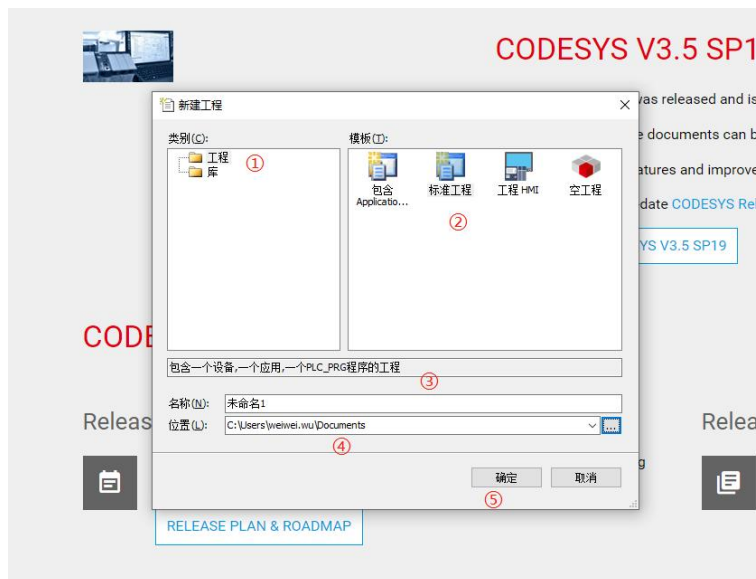 CODESYS V3.5 SP1
新建工程
was released and is
类别(C):
模板(T):
e documents can b
工程
①
库
包含
Applicatio...
标准工程
工程 HMI
空工程
②
atures and improve
date CODESYS Rel
YS V3.5 SP19
CODE
包含一个设备,一个应用,一个PLC_PRG程序的工程
③
名称(N):
未命名1
Releas
位置(L):
C:\Users\weiwei.wu\Documents
...
Relea
④
g
确定
取消
⑤
RELEASE PLAN & ROADMAP